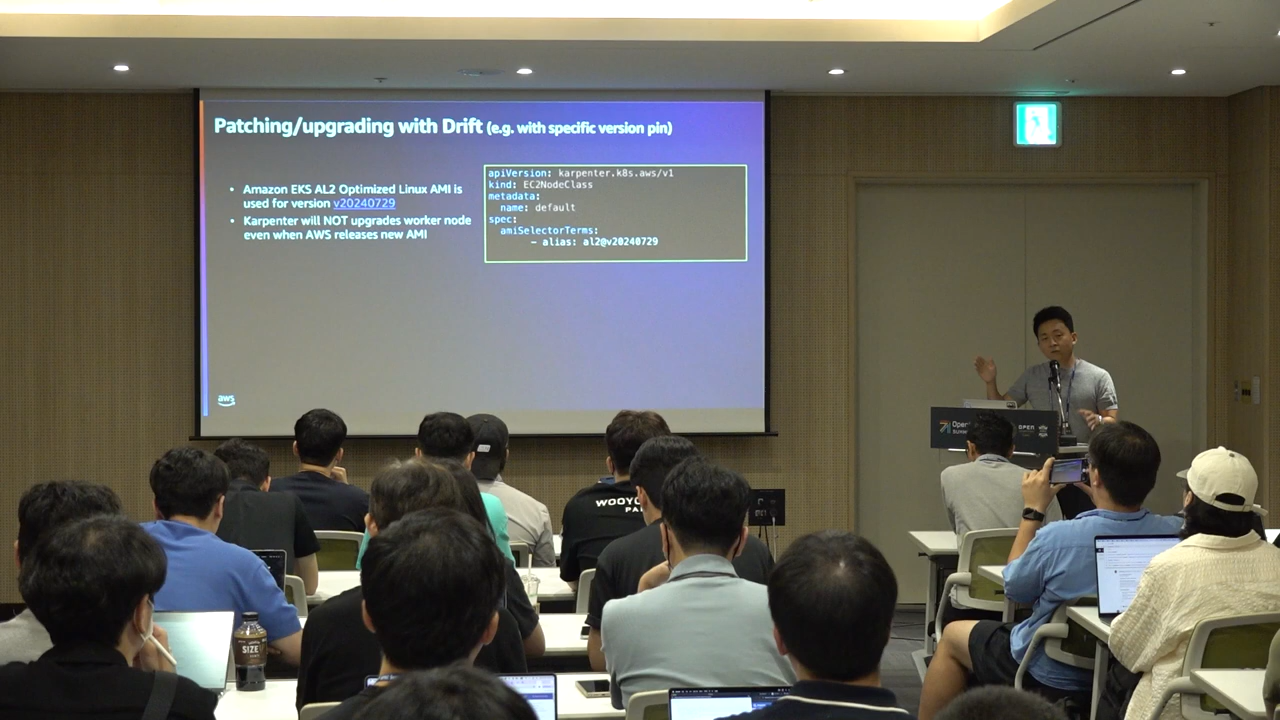 Patching/upgrading with Drift (e.g. with specific version pin)
• Amazon EKS AL2 Optimized Linux AMI is
used for version v20240729
• Karpenter will NOT upgrades worker node
even when AWS releases new AMI
apiVersion: karpenter.k8s.aws/v1
kind: EC2NodeClass
metadata:
name: default
spec:
amiSelectorTerms:
- alias: al2@v20240729
aws
OPEN
SIZE